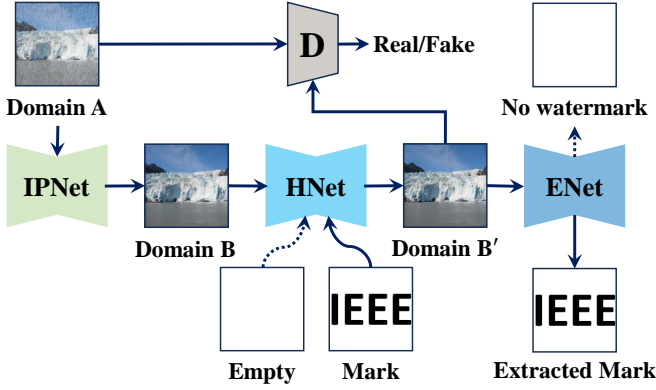 D
Real/Fake
Domain A
No watermark
IPNet
HNet
ENet
Domain B
Domain B′
IEEE
IEEE
Empty
Mark
Extracted Mark